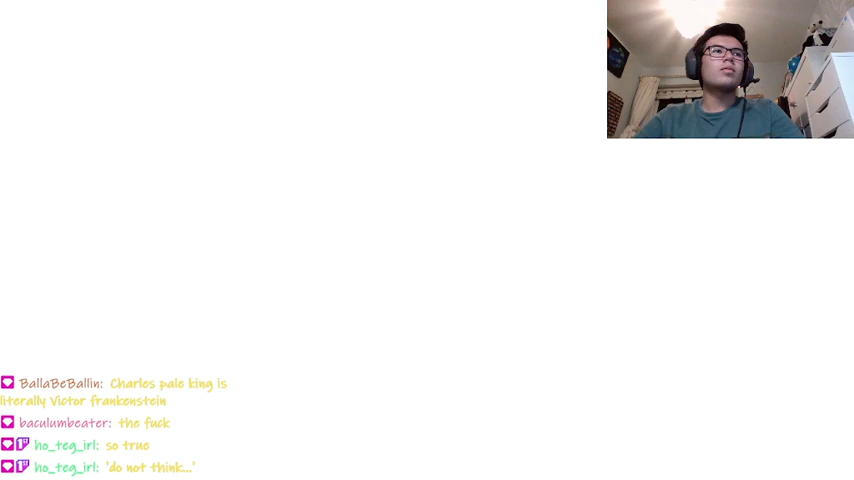 BallaBeBallin: Charles pale king is
literally Victor frankenstein
baculumbeater: the fuck
ho_teg_irl: so true
ho_teg_irl: 'do not think...'